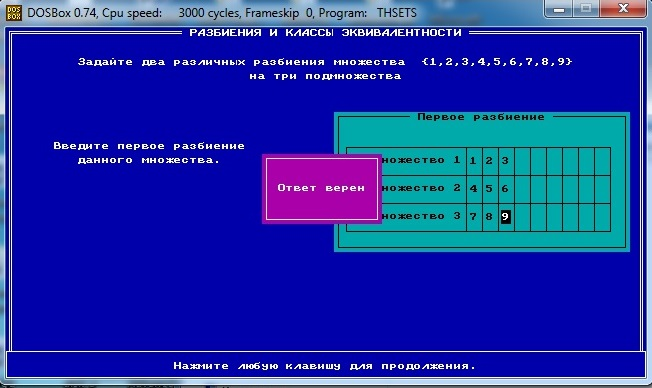 DOSBox 0.74, Cpu speed: 3000 cycles, Frameskip 0, Program: THSETS
РАЗБИЕНИЯ И КЛАССЫ ЭКВИВАЛЕНТНОСТИ
Задайте два различных разбиения множества {1,2,3,4,5,6,7,8,9}
на три подмножества
Первое разбиение
Введите первое разбиение
данного множества.
ножество 1 1 2 3
Ответ верен
ножество 2 4 5 6
ножество 3 7 8 9
Нажмите любую клавишу для продолжения.